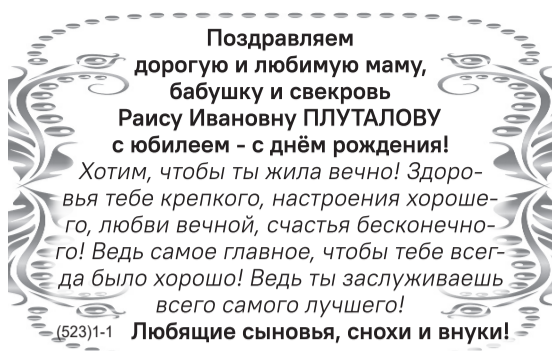 Поздравляем
дорогую и любимую маму,
бабушку и свекровь
Раису Ивановну ПЛУТАЛОВУ
с юбилеем - с днём рождения!
Хотим, чтобы ты жила вечно! Здоро-
вья тебе крепкого, настроения хороше-
го, любви вечной, счастья бесконечно-
го! Ведь самое главное, чтобы тебе всег-
да было хорошо! Ведь ты заслуживаешь
всего самого лучшего!
(523)1-1 Любящие сыновья, снохи и внуки!